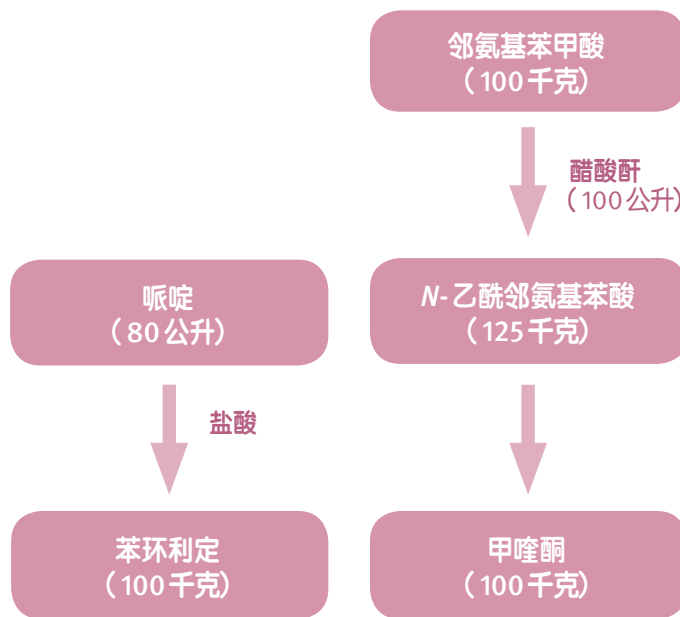 邻氨基苯甲酸
（100千克）
醋酸酐
（100公升）
哌啶
（80公升）
N-乙酰邻氨基苯酸
（125千克）
盐酸
苯环利定
（100千克）
甲喹酮
（100千克）